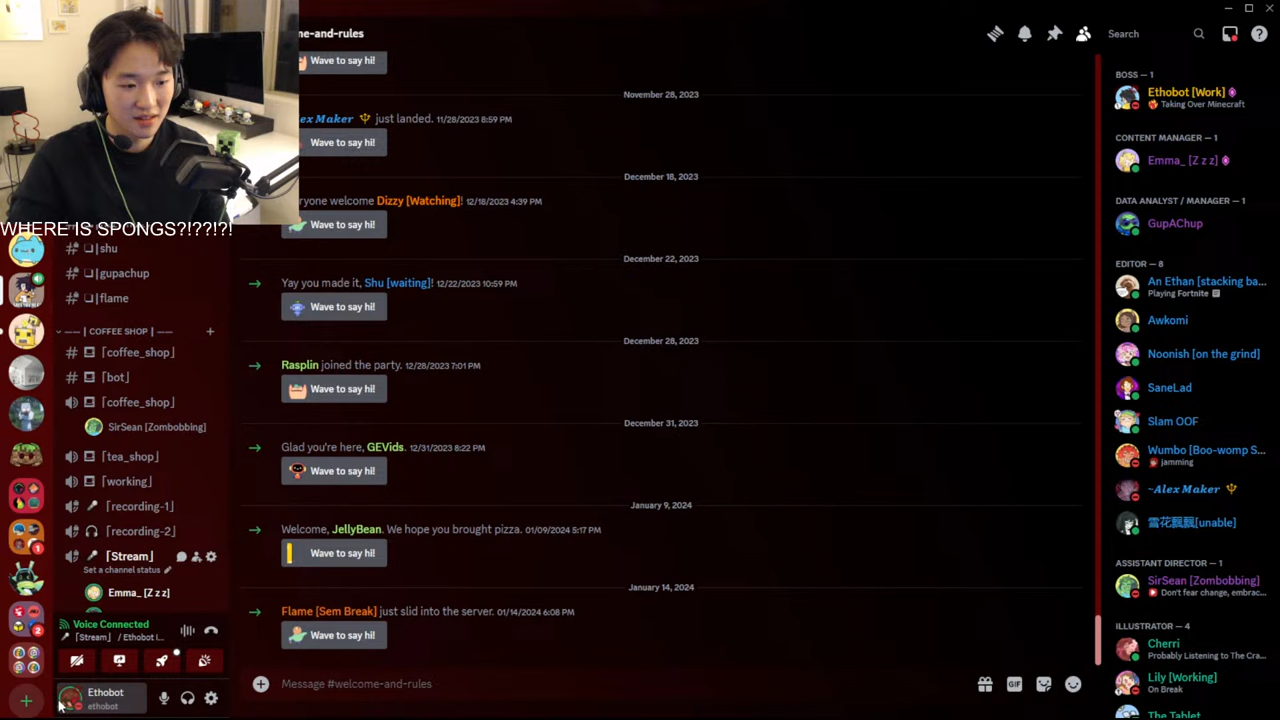 me-and-rules
Search
Wave to say hi!
November 28, 2023
ex Maker just landed. 11/28/2023 8:59 PM
Wave to say hi!
December 18, 2023
ryone welcome Dizzy [Watching]! 12/18/2023 4:39 PM
Wave to say hi!
December 22, 2023
Yay you made it, Shu [waiting]! 12/22/2023 10:59 PM
Wave to say hi!
December 28, 2023
Rasplin joined the party. 12/28/2023 7:01 PM
Wave to say hi!
December 31, 2023
Glad you're here, GEVids. 12/31/2023 8:22 PM
Wave to say hi!
January 9, 2024
Welcome, JellyBean. We hope you brought pizza. 01/09/2024 5:17 PM
Wave to say hi!
January 14, 2024
Flame [Sem Break] just slid into the server. 01/14/2024 6:08 PM
Wave to say hi!
Message #welcome-and-rules
GIF
WHERE IS SPONGS?!??!?!
shu
gupachup
flame
—— | COFFEE SHOP | ——
「coffee_shop」
「bot」
「coffee_shop」
SirSean [Zombobbing]
「tea_shop」
「working」
「recording-1」
「recording-2」
「Stream」
Set a channel status
Emma_ [Z z z]
Voice Connected
「Stream」 / Ethobot I...
Ethobot
ethobot
1
2
BOSS — 1
Ethobot [Work]
Taking Over Minecraft
CONTENT MANAGER — 1
Emma_ [Z z z]
DATA ANALYST / MANAGER — 1
GupAChup
EDITOR — 8
An Ethan [stacking ba...
Playing Fortnite
Awkomi
Noonish [on the grind]
SaneLad
Slam OOF
Wumbo [Boo-womp S...
jamming
~Alex Maker
雪花飄飄[unable]
ASSISTANT DIRECTOR — 1
SirSean [Zombobbing]
Don't fear change, embrac...
ILLUSTRATOR — 4
Cherri
Probably Listening to The Cra...
Lily [Working]
On Break
The Tablet